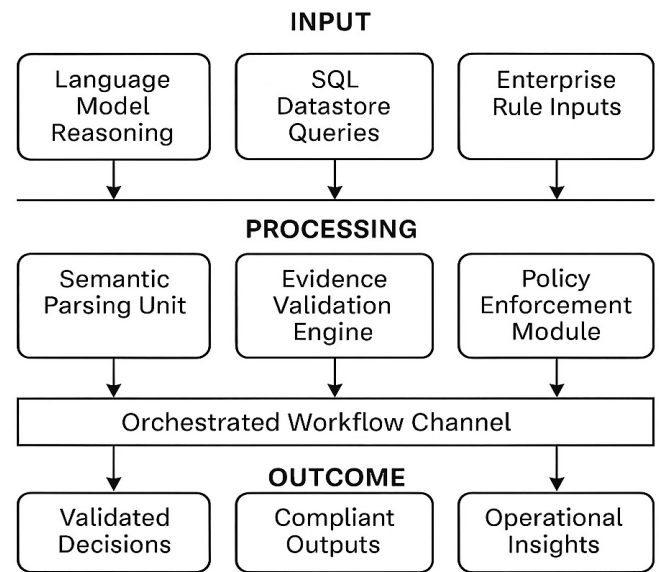 INPUT
Language
Model
Reasoning
SQL
Datastore
Queries
Enterprise
Rule Inputs
PROCESSING
Semantic
Parsing Unit
Evidence
Validation
Engine
Policy
Enforcement
Module
Orchestrated Workflow Channel
OUTCOME
Validated
Decisions
Compliant
Outputs
Operational
Insights